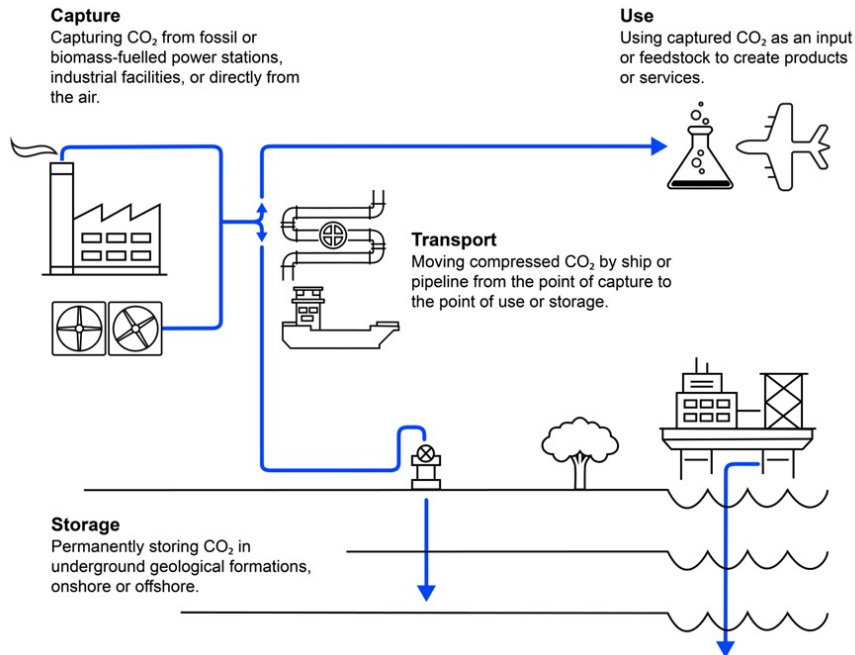 Capture
Capturing CO₂ from fossil or
biomass-fuelled power stations,
industrial facilities, or directly from
the air.
Use
Using captured CO₂ as an input
or feedstock to create products
or services.
Transport
Moving compressed CO₂ by ship or
pipeline from the point of capture to
the point of use or storage.
Storage
Permanently storing CO₂ in
underground geological formations,
onshore or offshore.